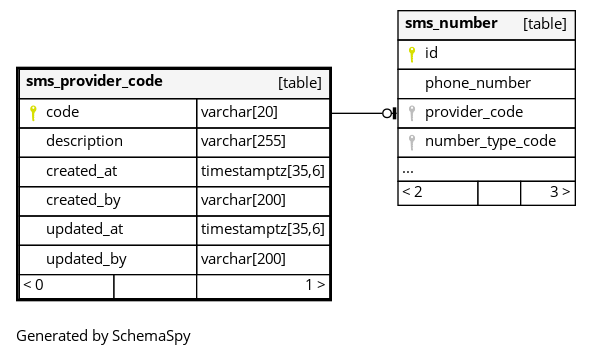 sms_number [table]
id
phone_number
provider_code
number_type_code
...
< 2 3 >
sms_provider_code [table]
code varchar[20]
description varchar[255]
created_at timestamptz[35,6]
created_by varchar[200]
updated_at timestamptz[35,6]
updated_by varchar[200]
< 0 1 >
Generated by SchemaSpy